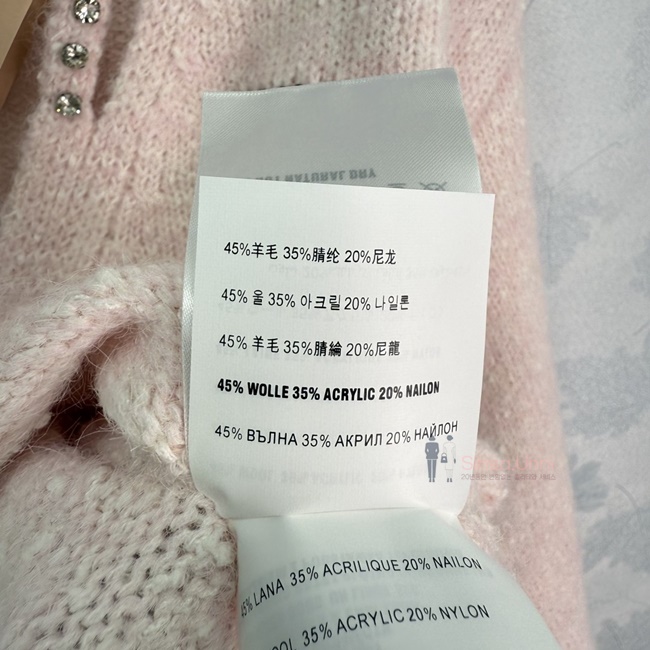 NATURAL DRY
45%羊毛 35%腈纶 20%尼龙
45% 울 35% 아크릴 20% 나일론
45% 羊毛 35%腈綸 20%尼龍
45% WOLLE 35% ACRYLIC 20% NAILON
45% ВЪЛНА 35% АКРИЛ 20% НАЙЛОН
45% LANA 35% ACRILIQUE 20% NAILON
35% ACRYLIC 20% NYLON